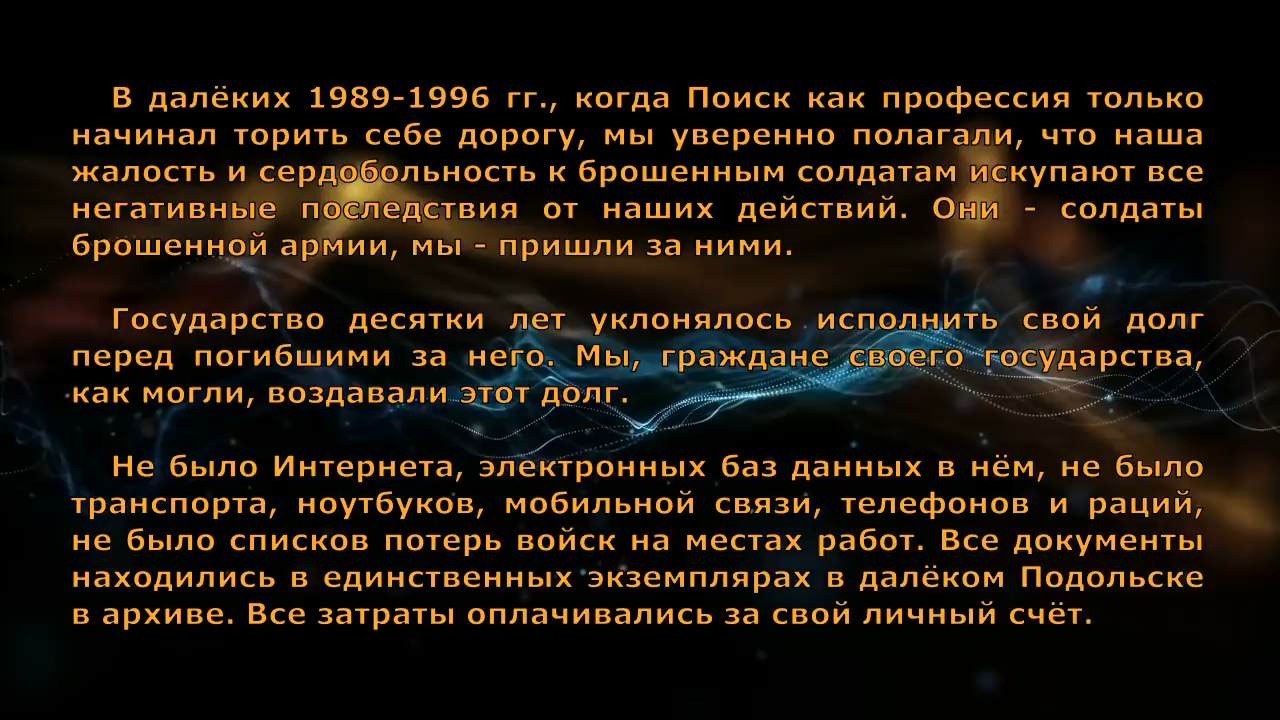 В далёких 1989-1996 гг., когда Поиск как профессия только
начинал торить себе дорогу, мы уверенно полагали, что наша
жалость и сердобольность к брошенным солдатам искупают все
негативные последствия от наших действий. Они - солдаты
брошенной армии, мы - пришли за ними.
Государство десятки лет уклонялось исполнить свой долг
перед погибшими за него. Мы, граждане своего государства,
как могли, воздавали этот долг.
Не было Интернета, электронных баз данных в нём, не было
транспорта, ноутбуков, мобильной связи, телефонов и раций,
не было списков потерь войск на местах работ. Все документы
находились в единственных экземплярах в далёком Подольске
в архиве. Все затраты оплачивались за свой личный счёт.